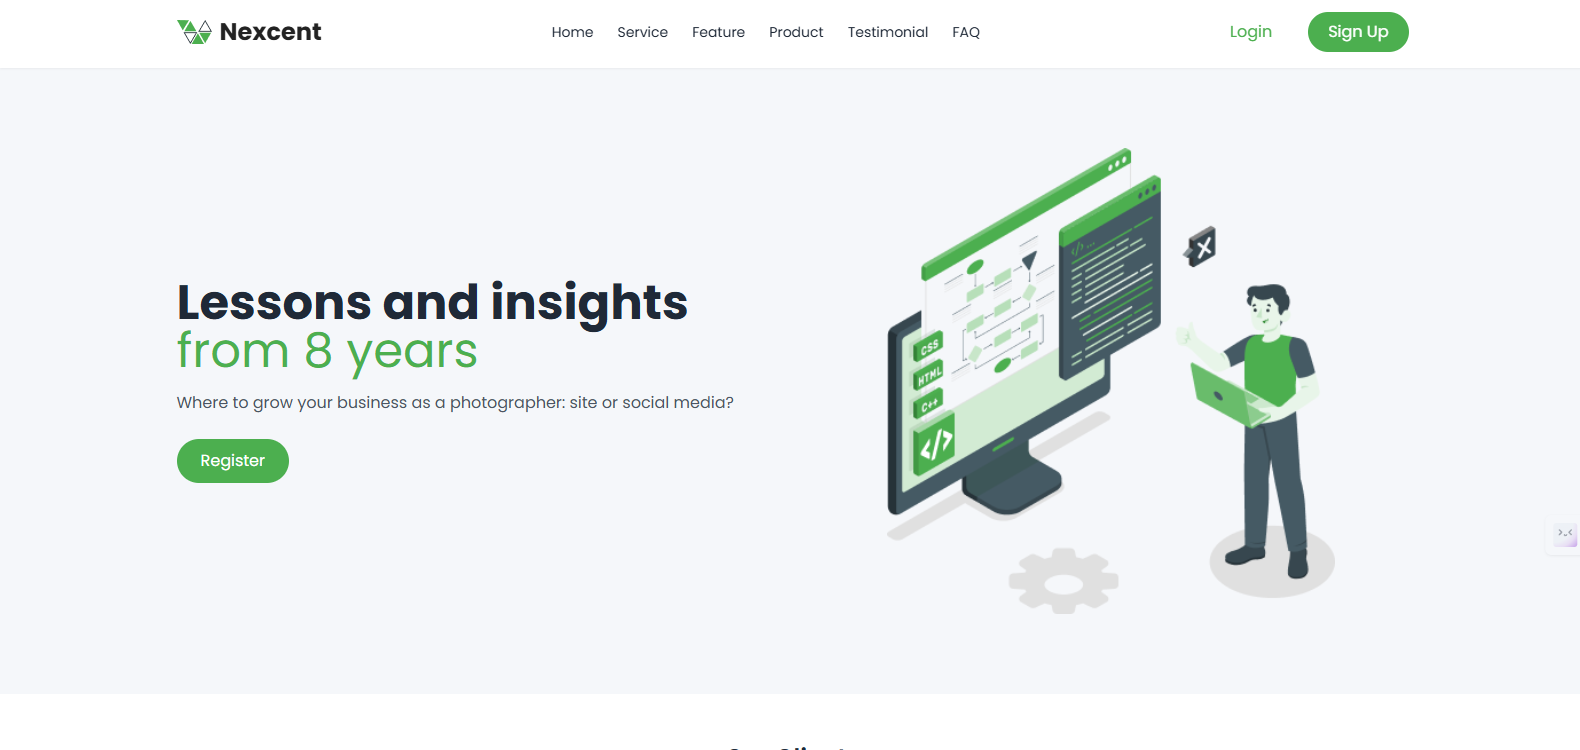 Nexcent
Home Service Feature Product Testimonial FAQ
Login
Sign Up
Lessons and insights
from 8 years
Where to grow your business as a photographer: site or social media?
Register
</>...
CSS
HTML
C++
</>
X